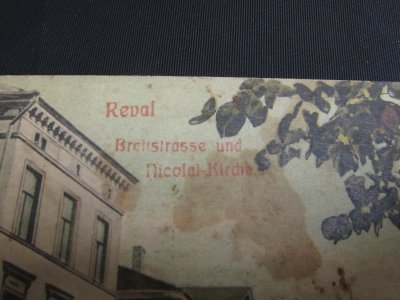 Reval
Breitstrasse und
Nicolai-Kirche